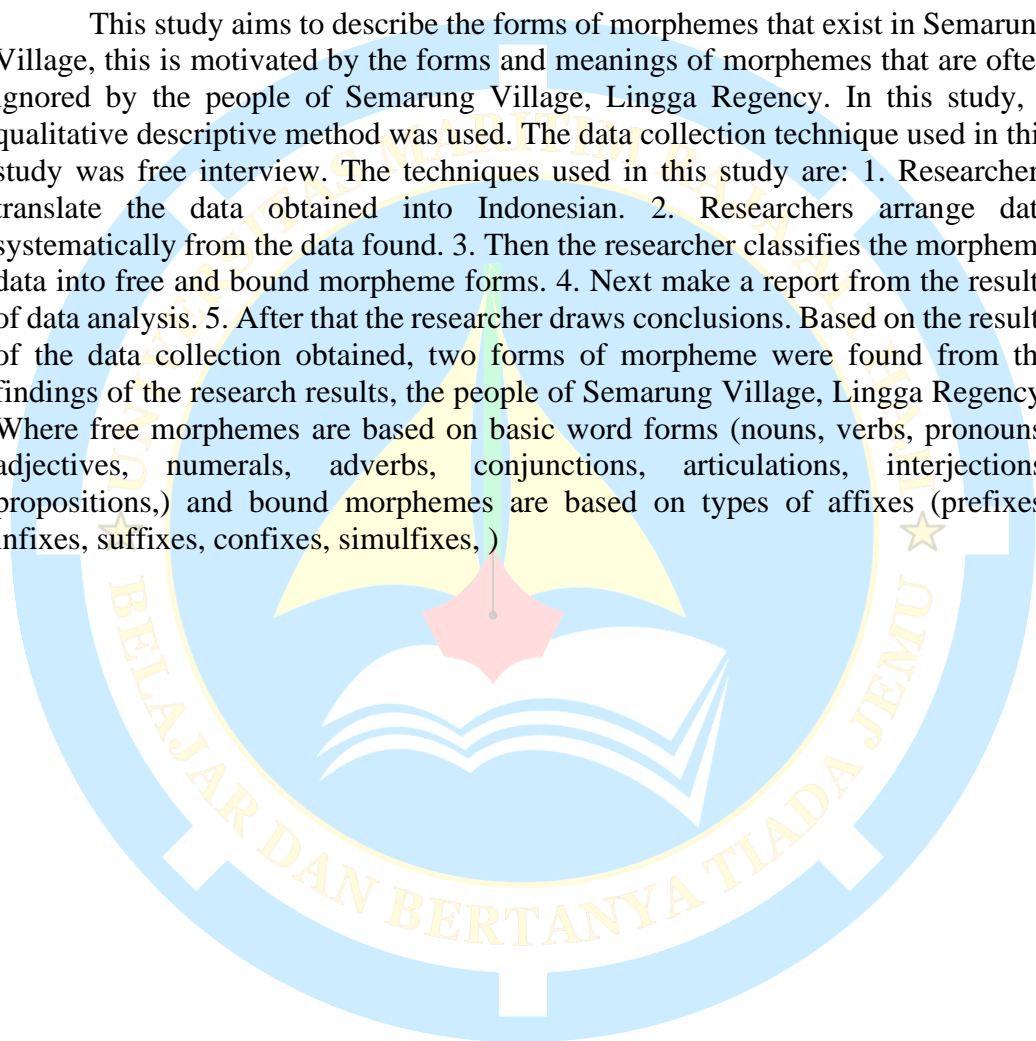 This study aims to describe the forms of morphemes that exist in Semarun
Village, this is motivated by the forms and meanings of morphemes that are ofte
ignored by the people of Semarung Village, Lingga Regency. In this study,
qualitative descriptive method was used. The data collection technique used in thi
study was free interview. The techniques used in this study are: 1. Researcher
translate the data obtained into Indonesian. 2. Researchers arrange dat
systematically from the data found. 3. Then the researcher classifies the morphem
data into free and bound morpheme forms. 4. Next make a report from the result
of data analysis. 5. After that the researcher draws conclusions. Based on the result
of the data collection obtained, two forms of morpheme were found from th
findings of the research results, the people of Semarung Village, Lingga Regency
Where free morphemes are based on basic word forms (nouns, verbs, pronouns
adjectives, numerals, adverbs, conjunctions, articulations, interjections
propositions,) and bound morphemes are based on types of affixes (prefixes
infixes, suffixes, confixes, simulfixes, )
UNIVERSITAS MARITIM RAJA ALI HAJI
BELAJAR DAN BERTANYA TIADA JEMU